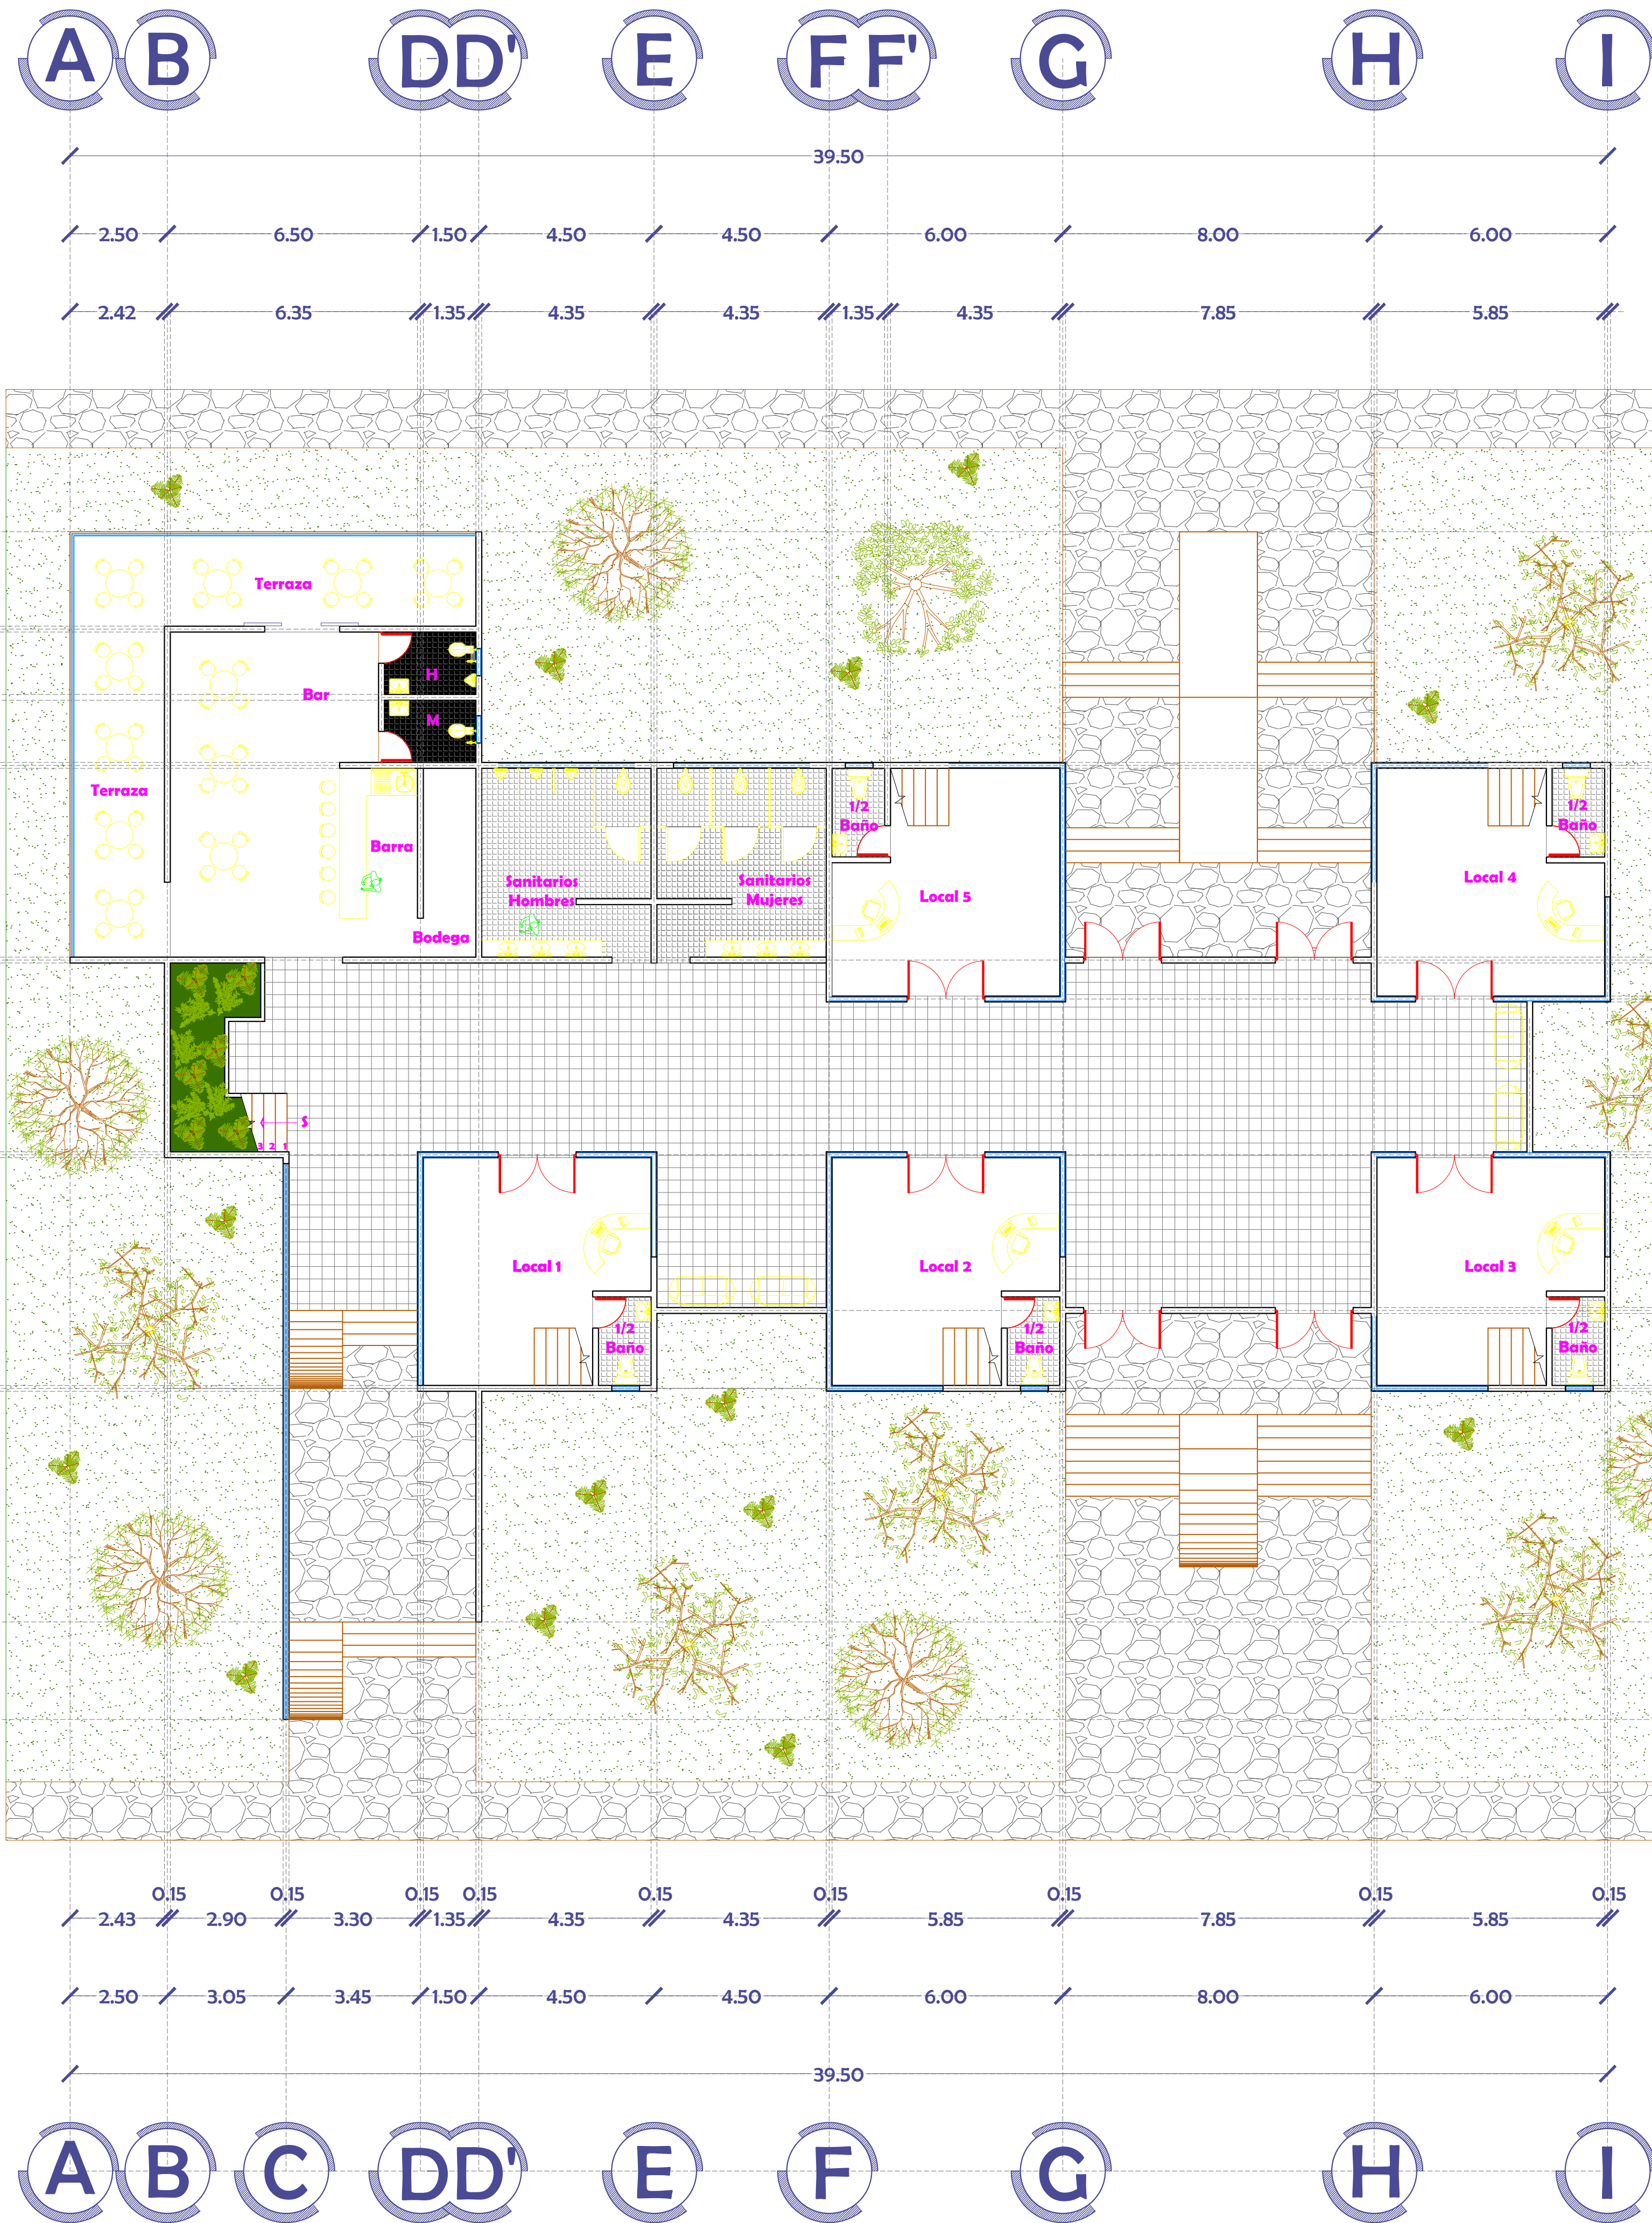 A B D D' E F F' G H I
39.50
2.50 6.50 1.50 4.50 4.50 6.00 8.00 6.00
2.42 6.35 1.35 4.35 4.35 1.35 4.35 7.85 5.85
Terraza
H
Bar
M
Terraza
1/2
Baño
1/2
Baño
Barra
Sanitarios
Hombres
Sanitarios
Mujeres
Local 5
Local 4
Bodega
S
3 2 1
Local 1
Local 2
Local 3
1/2
Baño
1/2
Baño
1/2
Baño
0.15 0.15 0.15 0.15 0.15 0.15 0.15 0.15 0.15
2.43 2.90 3.30 1.35 4.35 4.35 5.85 7.85 5.85
2.50 3.05 3.45 1.50 4.50 4.50 6.00 8.00 6.00
39.50
A B C D D' E F G H I